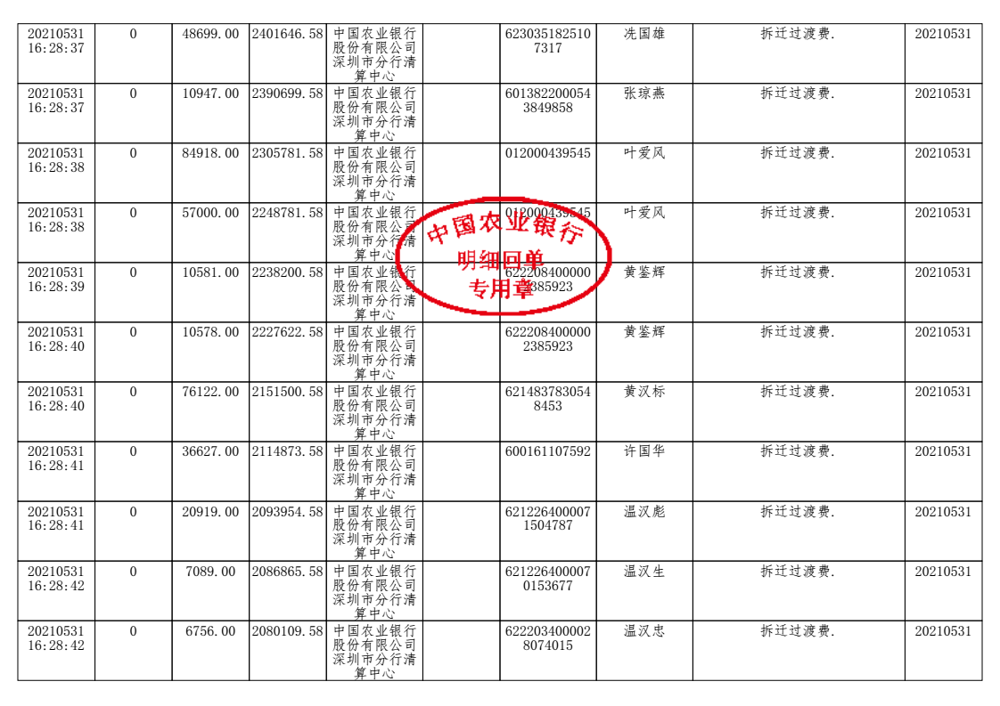 20210531 0 48699.00 2401646.58 中国农业银行 623035182510 冼国雄 拆迁过渡费. 20210531
16:28:37 股份有限公司 7317
深圳市分行清
算中心
20210531 0 10947.00 2390699.58 中国农业银行 601382200054 张琼燕 拆迁过渡费. 20210531
16:28:37 股份有限公司 3849858
深圳市分行清
算中心
20210531 0 84918.00 2305781.58 中国农业银行 012000439545 叶爱风 拆迁过渡费. 20210531
16:28:38 股份有限公司
深圳市分行清
算中心
20210531 0 57000.00 2248781.58 中国农业银行 012000439545 叶爱风 拆迁过渡费. 20210531
16:28:38 股份有限公司
深圳市分行清
算中心
中国农业银行
明细回单
专用章
20210531 0 10581.00 2238200.58 中国农业银行 622208400000 黄鉴辉 拆迁过渡费. 20210531
16:28:39 股份有限公司 2385923
深圳市分行清
算中心
20210531 0 10578.00 2227622.58 中国农业银行 622208400000 黄鉴辉 拆迁过渡费. 20210531
16:28:40 股份有限公司 2385923
深圳市分行清
算中心
20210531 0 76122.00 2151500.58 中国农业银行 621483783054 黄汉标 拆迁过渡费. 20210531
16:28:40 股份有限公司 8453
深圳市分行清
算中心
20210531 0 36627.00 2114873.58 中国农业银行 600161107592 许国华 拆迁过渡费. 20210531
16:28:41 股份有限公司
深圳市分行清
算中心
20210531 0 20919.00 2093954.58 中国农业银行 621226400007 温汉彪 拆迁过渡费. 20210531
16:28:41 股份有限公司 1504787
深圳市分行清
算中心
20210531 0 7089.00 2086865.58 中国农业银行 621226400007 温汉生 拆迁过渡费. 20210531
16:28:42 股份有限公司 0153677
深圳市分行清
算中心
20210531 0 6756.00 2080109.58 中国农业银行 622203400002 温汉忠 拆迁过渡费. 20210531
16:28:42 股份有限公司 8074015
深圳市分行清
算中心